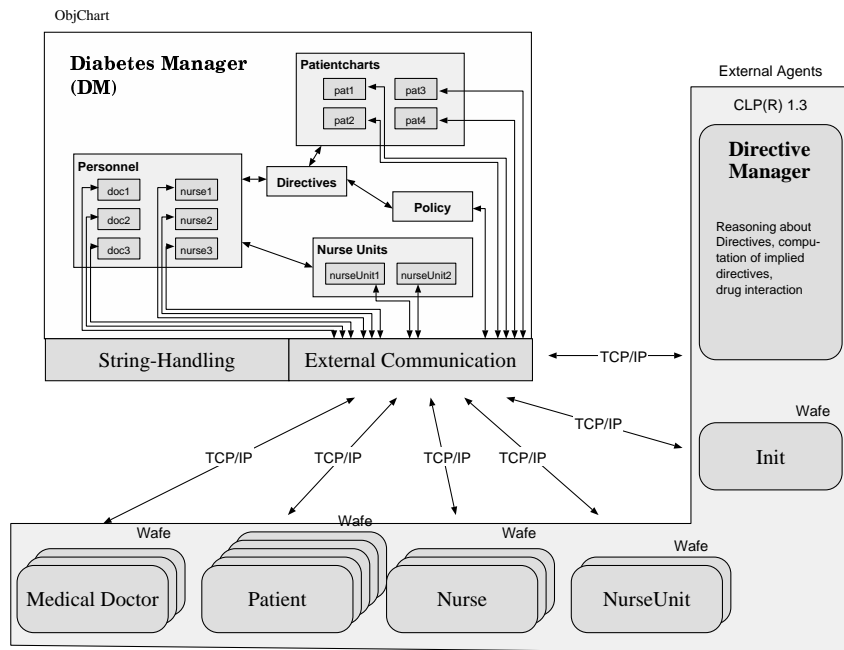 ObjChart
Diabetes Manager
(DM)
Patientcharts
pat1
pat3
pat2
pat4
Personnel
doc1
nurse1
doc2
nurse2
doc3
nurse3
Directives
Policy
Nurse Units
nurseUnit1
nurseUnit2
String-Handling
External Communication
External Agents
CLP(R) 1.3
Directive
Manager
Reasoning about
Directives, compu-
tation of implied
directives,
drug interaction
TCP/IP
TCP/IP
TCP/IP
TCP/IP
TCP/IP
TCP/IP
Wafe
Init
Wafe
Medical Doctor
Wafe
Patient
Wafe
Nurse
Wafe
NurseUnit